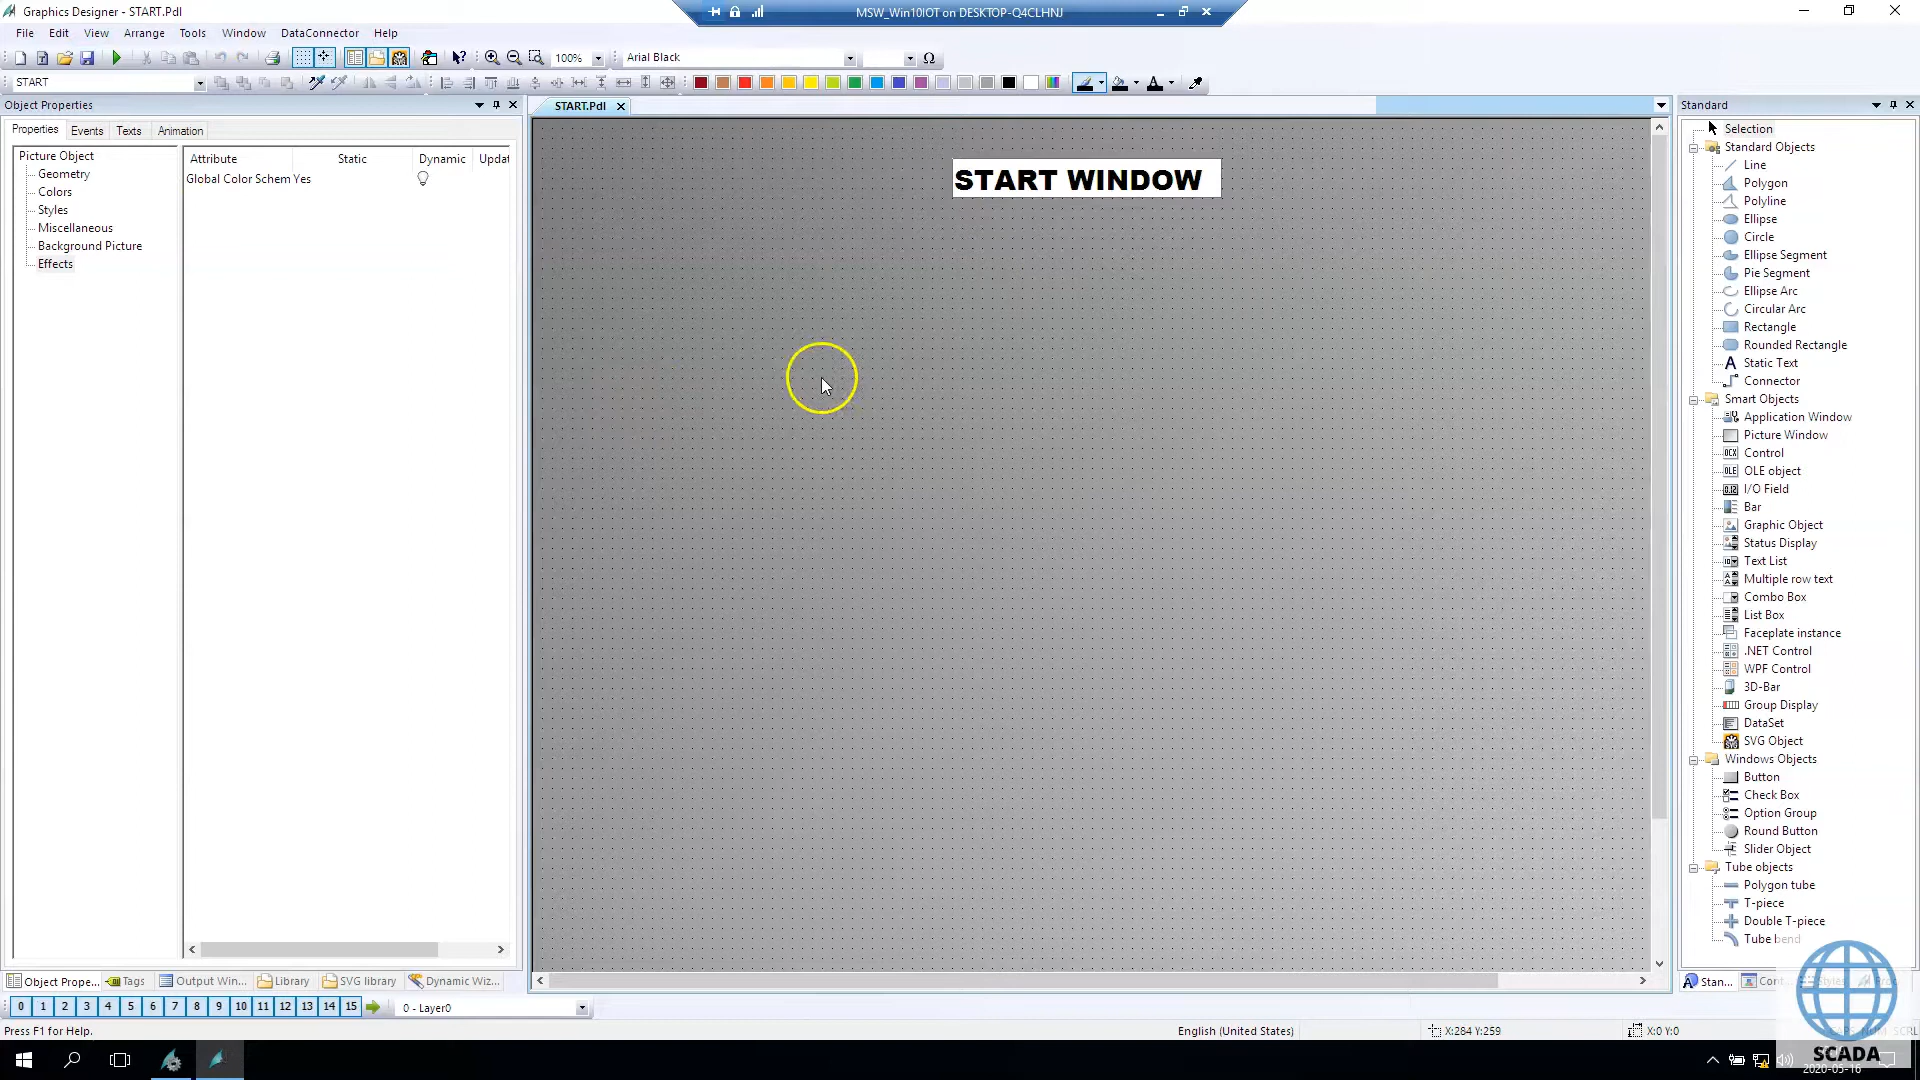 Graphics Designer - START.Pdl
MSW_Win10IOT on DESKTOP-Q4CLHNJ
File Edit View Arrange Tools Window DataConnector Help
100% Arial Black Ω
START
Object Properties
START.Pdl
Standard
Properties Events Texts Animation
Picture Object
Geometry
Colors
Styles
Miscellaneous
Background Picture
Effects
Attribute Static Dynamic Updat
Global Color Schem Yes
START WINDOW
Selection
Standard Objects
Line
Polygon
Polyline
Ellipse
Circle
Ellipse Segment
Pie Segment
Ellipse Arc
Circular Arc
Rectangle
Rounded Rectangle
Static Text
Connector
Smart Objects
Application Window
Picture Window
Control
OLE object
I/O Field
Bar
Graphic Object
Status Display
Text List
Multiple row text
Combo Box
List Box
Faceplate instance
.NET Control
WPF Control
3D-Bar
Group Display
DataSet
SVG Object
Windows Objects
Button
Check Box
Option Group
Round Button
Slider Object
Tube objects
Polygon tube
T-piece
Double T-piece
Tube bend
Object Prope... Tags Output Win... Library SVG library Dynamic Wiz...
Stan...
0 1 2 3 4 5 6 7 8 9 10 11 12 13 14 15 0 - Layer0
Press F1 for Help.
English (United States) X:284 Y:259 X:0 Y:0
SCADA
2020-05-16